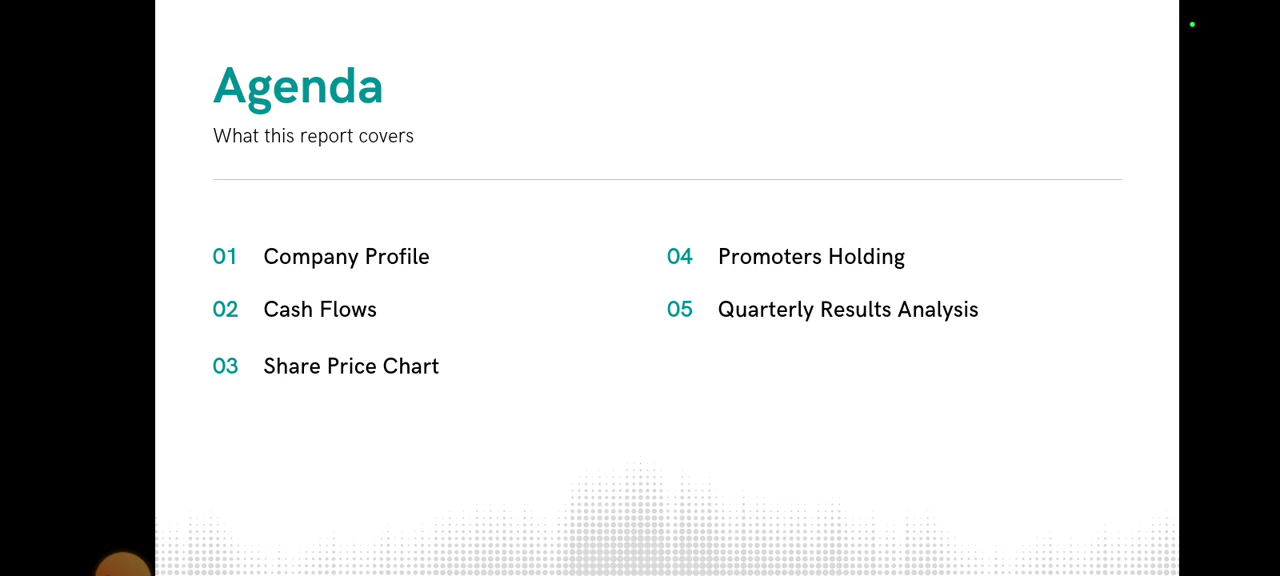 Agenda
What this report covers
01 Company Profile
02 Cash Flows
03 Share Price Chart
04 Promoters Holding
05 Quarterly Results Analysis